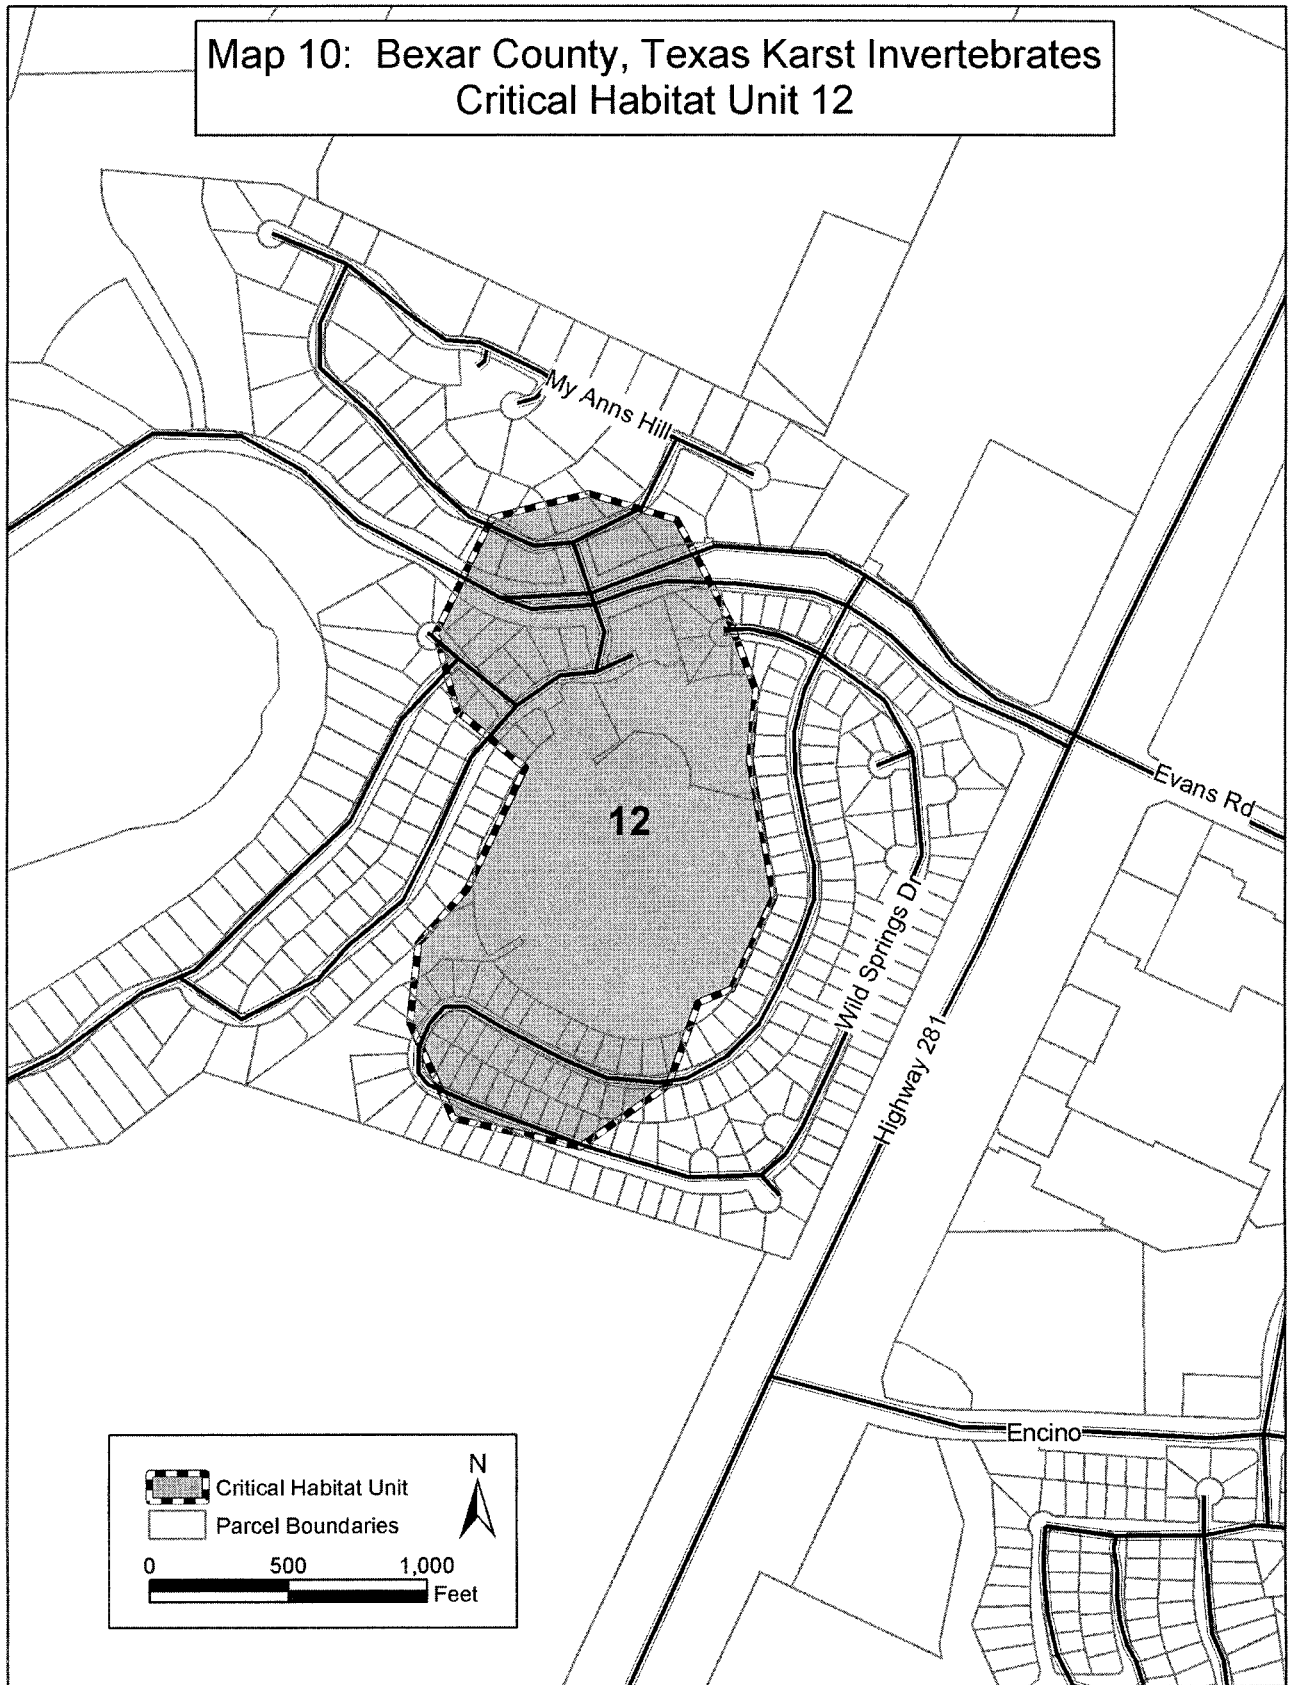 Map 10: Bexar County, Texas Karst Invertebrates
Critical Habitat Unit 12
My Anns Hill
Evans Rd
12
Wild Springs Dr
Highway 281
Encino
N
Critical Habitat Unit
Parcel Boundaries
0 500 1,000
Feet